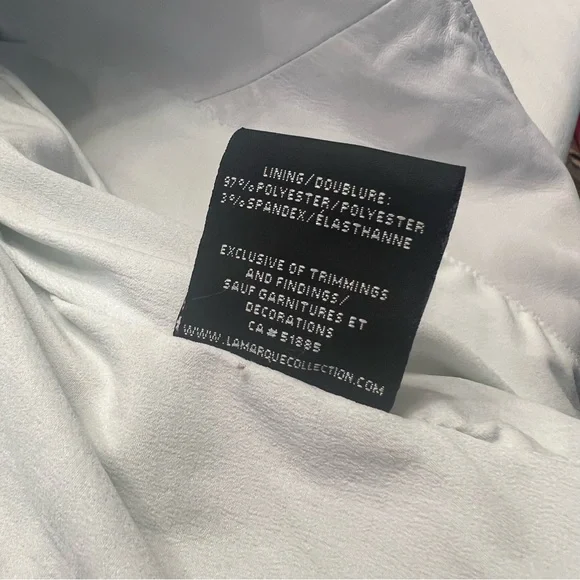 LINING/DOUBLURE:
97% POLYESTER/POLYESTER
3% SPANDEX/ÉLASTHANNE
EXCLUSIVE OF TRIMMINGS
AND FINDINGS/
SAUF GARNITURES ET
DECORATIONS
CA# 51885
WWW.LAMARQUECOLLECTION.COM